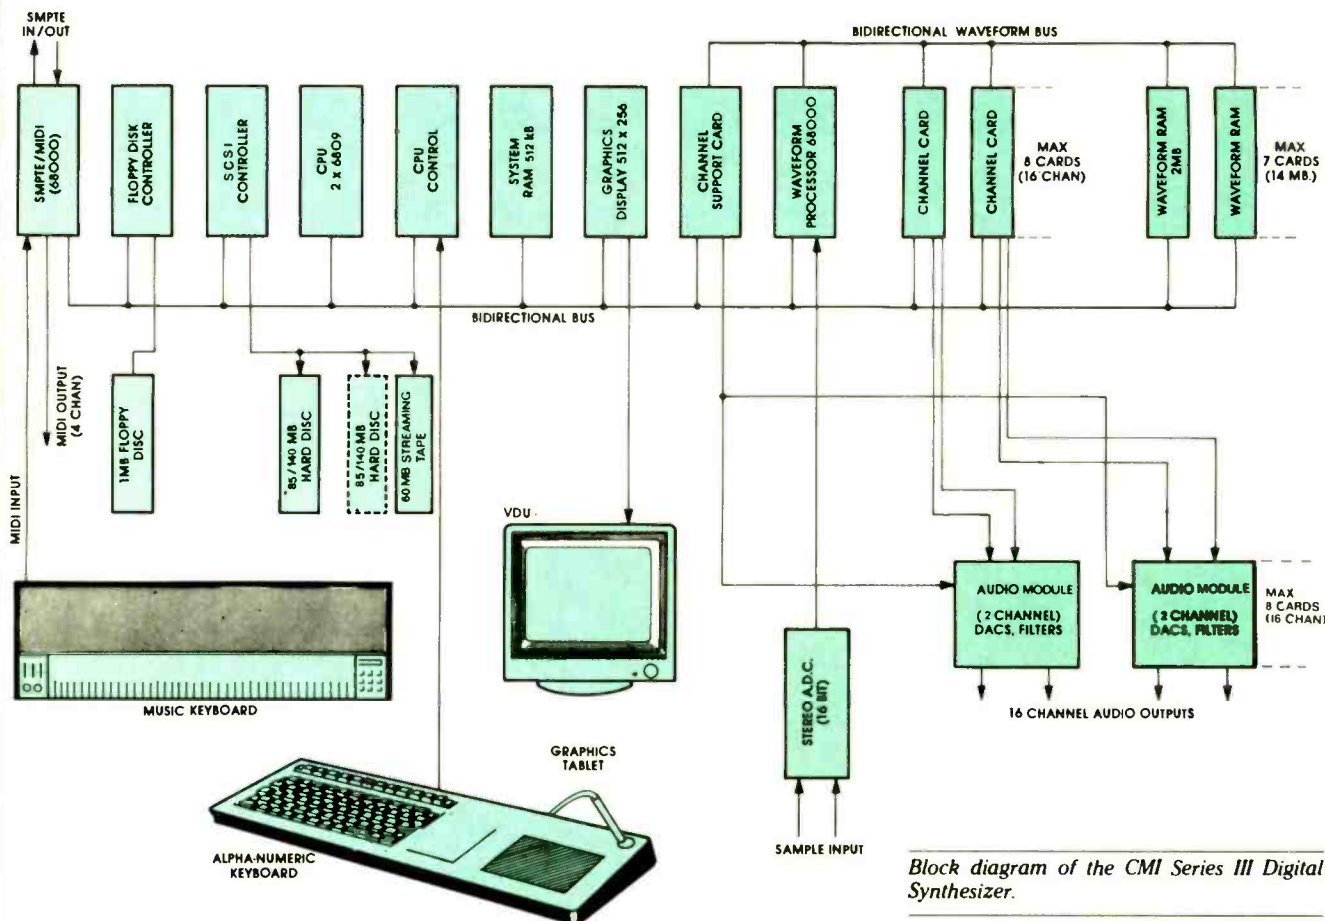 SMPTE
IN/OUT
BIDIRECTIONAL WAVEFORM BUS
SMPTE/MIDI
(68000)
FLOPPY DISK
CONTROLLER
SCSI
CONTROLLER
CPU
2 x 6809
CPU
CONTROL
SYSTEM
RAM 512 kB
GRAPHICS
DISPLAY 512 x 256
CHANNEL
SUPPORT CARD
WAVEFORM
PROCESSOR 68000
CHANNEL CARD
CHANNEL CARD
MAX
8 CARDS
(16 CHAN)
WAVEFORM RAM
2MB
WAVEFORM RAM
MAX
7 CARDS
(14 MB.)
BIDIRECTIONAL BUS
MIDI INPUT
MIDI OUTPUT
(4 CHAN)
1MB FLOPPY
DISC
85/140 MB
HARD DISC
85/140 MB
HARD DISC
60 MB STREAMING
TAPE
VDU
MUSIC KEYBOARD
STEREO A.D.C.
(16 BIT)
AUDIO MODULE
(2 CHANNEL)
DACS, FILTERS
AUDIO MODULE
(2 CHANNEL)
DACS, FILTERS
MAX
8 CARDS
(16 CHAN
16 CHANNEL AUDIO OUTPUTS
GRAPHICS
TABLET
ALPHA-NUMERIC
KEYBOARD
SAMPLE INPUT
Block diagram of the CMI Series III Digital
Synthesizer.